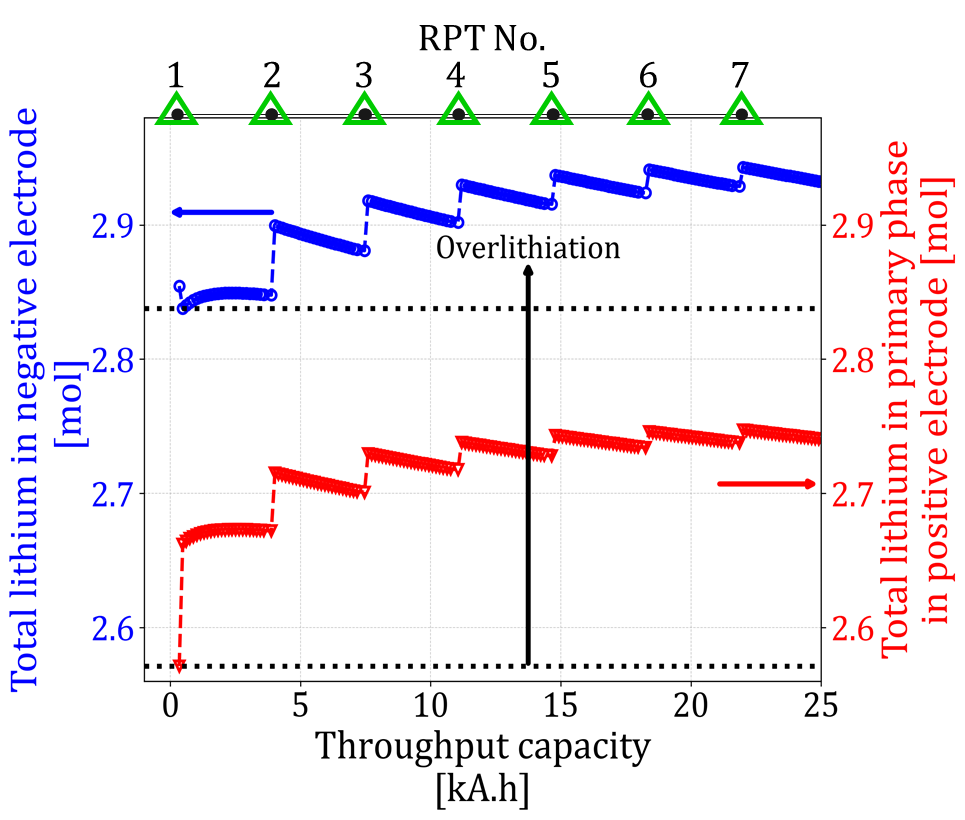 RPT No.
1 2 3 4 5 6 7
Total lithium in negative electrode
[mol]
2.9
2.8
2.7
2.6
Overlithiation
2.9
2.8
2.7
2.6
Total lithium in primary phase
in positive electrode [mol]
0 5 10 15 20 25
Throughput capacity
[kA.h]